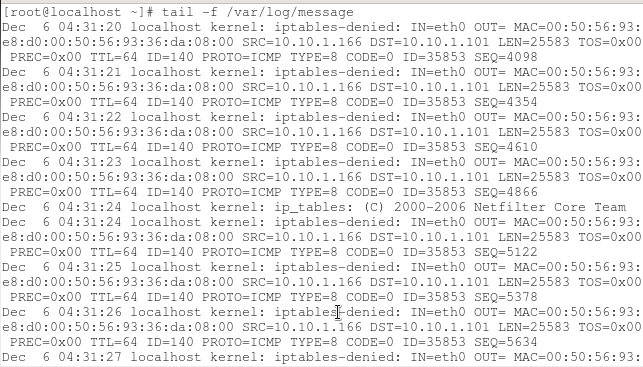 [root@localhost ~]# tail -f /var/log/message
Dec  6 04:31:20 localhost kernel: iptables-denied: IN=eth0 OUT= MAC=00:50:56:93:
e8:d0:00:50:56:93:36:da:08:00 SRC=10.10.1.166 DST=10.10.1.101 LEN=25583 TOS=0x00
 PREC=0x00 TTL=64 ID=140 PROTO=ICMP TYPE=8 CODE=0 ID=35853 SEQ=4098
Dec  6 04:31:21 localhost kernel: iptables-denied: IN=eth0 OUT= MAC=00:50:56:93:
e8:d0:00:50:56:93:36:da:08:00 SRC=10.10.1.166 DST=10.10.1.101 LEN=25583 TOS=0x00
 PREC=0x00 TTL=64 ID=140 PROTO=ICMP TYPE=8 CODE=0 ID=35853 SEQ=4354
Dec  6 04:31:22 localhost kernel: iptables-denied: IN=eth0 OUT= MAC=00:50:56:93:
e8:d0:00:50:56:93:36:da:08:00 SRC=10.10.1.166 DST=10.10.1.101 LEN=25583 TOS=0x00
 PREC=0x00 TTL=64 ID=140 PROTO=ICMP TYPE=8 CODE=0 ID=35853 SEQ=4610
Dec  6 04:31:23 localhost kernel: iptables-denied: IN=eth0 OUT= MAC=00:50:56:93:
e8:d0:00:50:56:93:36:da:08:00 SRC=10.10.1.166 DST=10.10.1.101 LEN=25583 TOS=0x00
 PREC=0x00 TTL=64 ID=140 PROTO=ICMP TYPE=8 CODE=0 ID=35853 SEQ=4866
Dec  6 04:31:24 localhost kernel: ip_tables: (C) 2000-2006 Netfilter Core Team
Dec  6 04:31:24 localhost kernel: iptables-denied: IN=eth0 OUT= MAC=00:50:56:93:
e8:d0:00:50:56:93:36:da:08:00 SRC=10.10.1.166 DST=10.10.1.101 LEN=25583 TOS=0x00
 PREC=0x00 TTL=64 ID=140 PROTO=ICMP TYPE=8 CODE=0 ID=35853 SEQ=5122
Dec  6 04:31:25 localhost kernel: iptables-denied: IN=eth0 OUT= MAC=00:50:56:93:
e8:d0:00:50:56:93:36:da:08:00 SRC=10.10.1.166 DST=10.10.1.101 LEN=25583 TOS=0x00
 PREC=0x00 TTL=64 ID=140 PROTO=ICMP TYPE=8 CODE=0 ID=35853 SEQ=5378
Dec  6 04:31:26 localhost kernel: iptables-denied: IN=eth0 OUT= MAC=00:50:56:93:
e8:d0:00:50:56:93:36:da:08:00 SRC=10.10.1.166 DST=10.10.1.101 LEN=25583 TOS=0x00
 PREC=0x00 TTL=64 ID=140 PROTO=ICMP TYPE=8 CODE=0 ID=35853 SEQ=5634
Dec  6 04:31:27 localhost kernel: iptables-denied: IN=eth0 OUT= MAC=00:50:56:93: